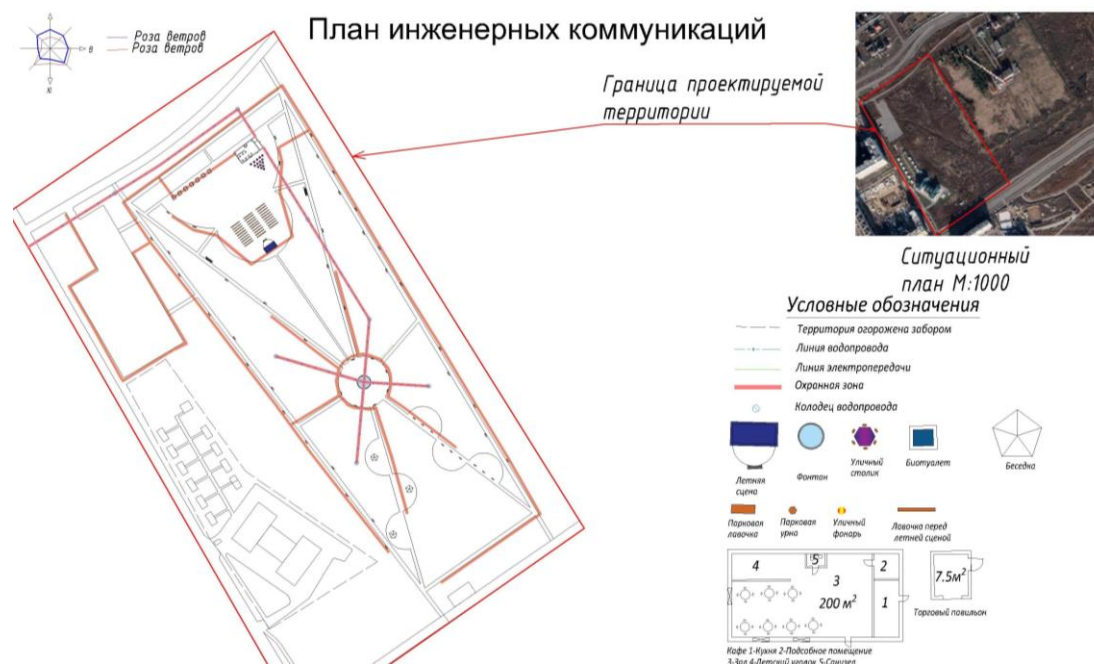 План инженерных коммуникаций
Роза ветров
В
Роза ветров
Ю
Граница проектируемой
территории
Ситуационный
план М:1000
Условные обозначения
Территория огорожена забором
Линия водопровода
Линия электропередачи
Охранная зона
Колодец водопровода
Летняя
сцена
Фонтан
Уличный
столик
Биотуалет
Беседка
Парковая
лавочка
Парковая
урна
Уличный
фонарь
Лавочка перед
летней сценой
4
5
3
2
200 м²
1
7.5м²
Торговый павильон
Кафе 1-Кухня 2-Подсобное помещение
3-Зал 4-Детский уголок 5-Санузел